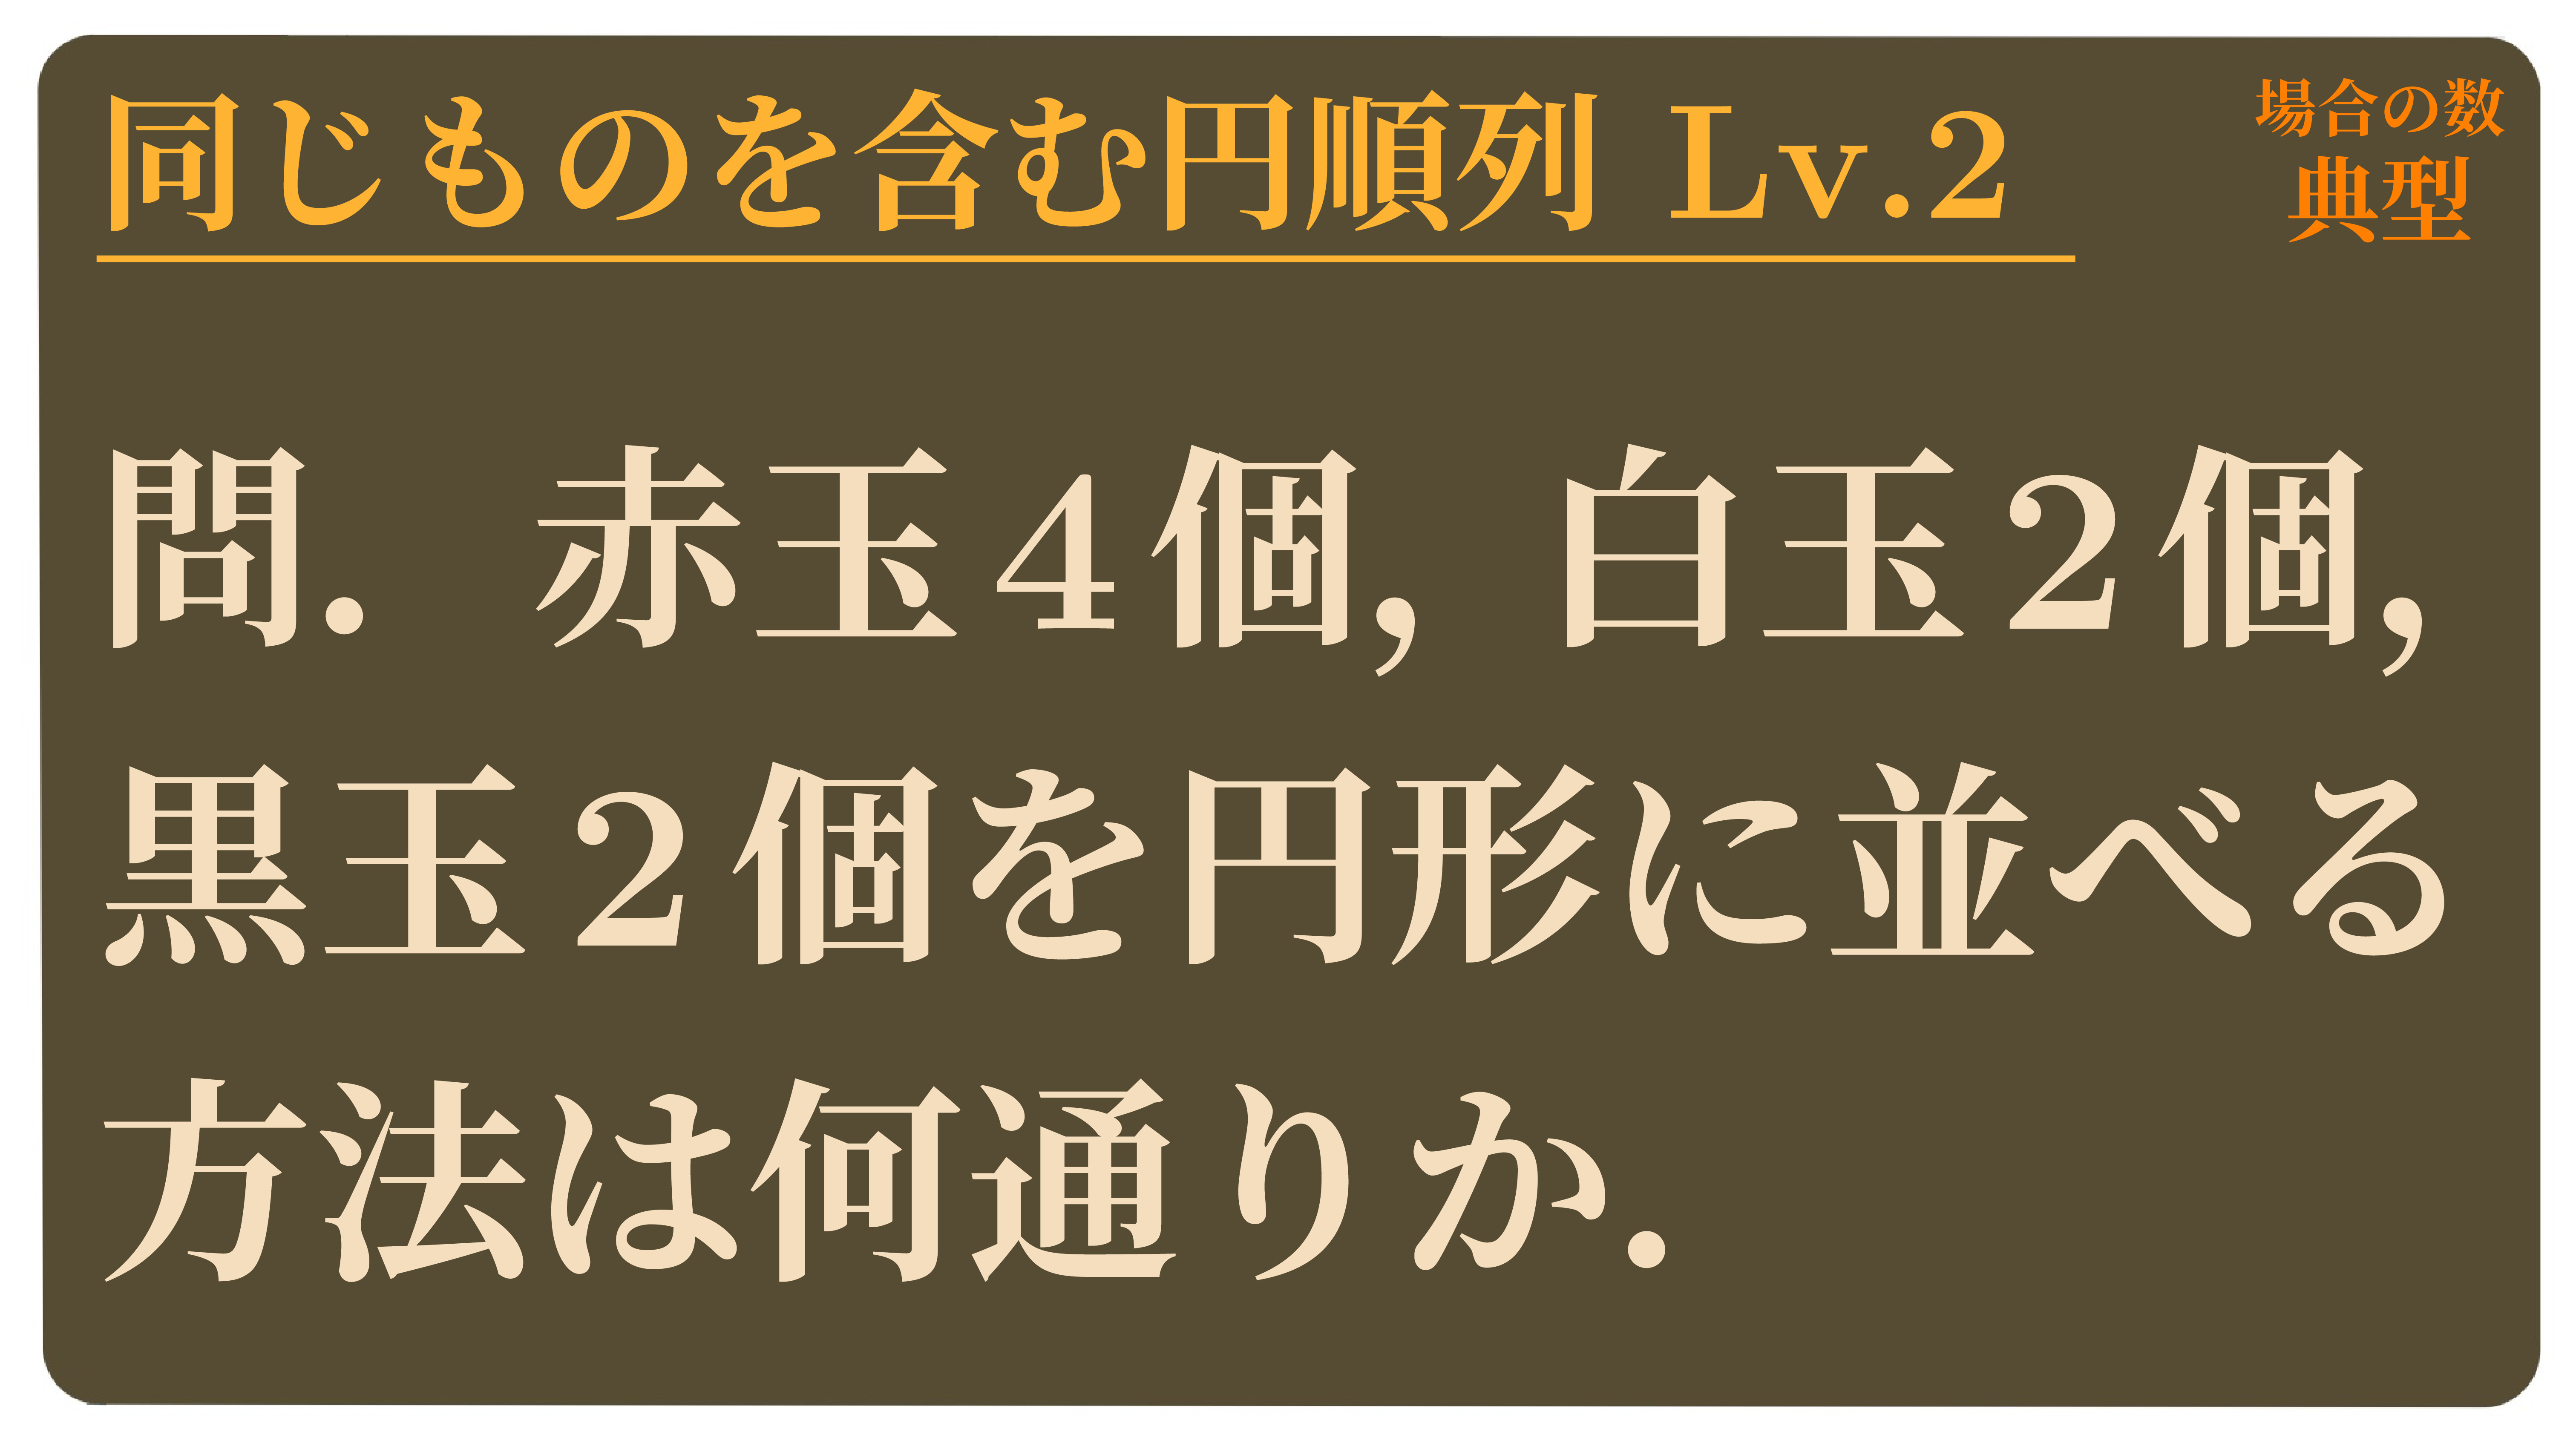 同じものを含む円順列 Lv.2
場合の数
典型
問. 赤玉4個, 白玉2個,
黒玉2個を円形に並べる
方法は何通りか.